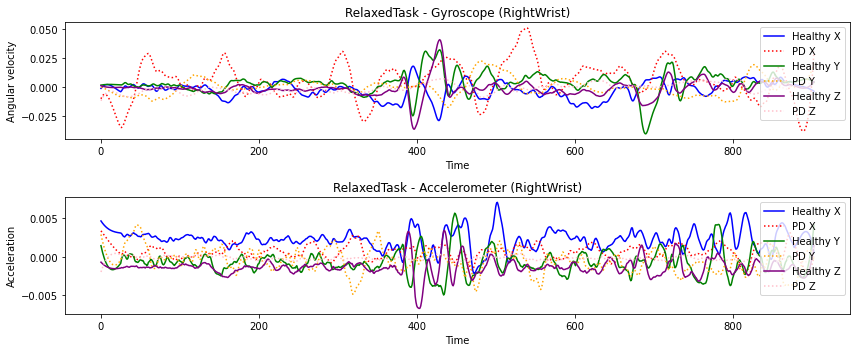 RelaxedTask - Gyroscope (RightWrist)
Angular velocity
0.050
0.025
0.000
−0.025
Healthy X
PD X
Healthy Y
PD Y
Healthy Z
PD Z
0
200
400
600
800
Time
RelaxedTask - Accelerometer (RightWrist)
Acceleration
0.005
0.000
−0.005
Healthy X
PD X
Healthy Y
PD Y
Healthy Z
PD Z
0
200
400
600
800
Time